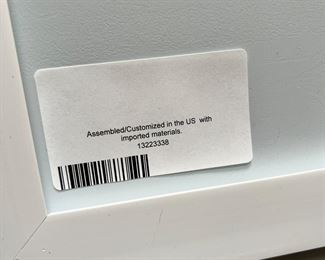 Assembled/Customized in the US with
imported materials.
13223338